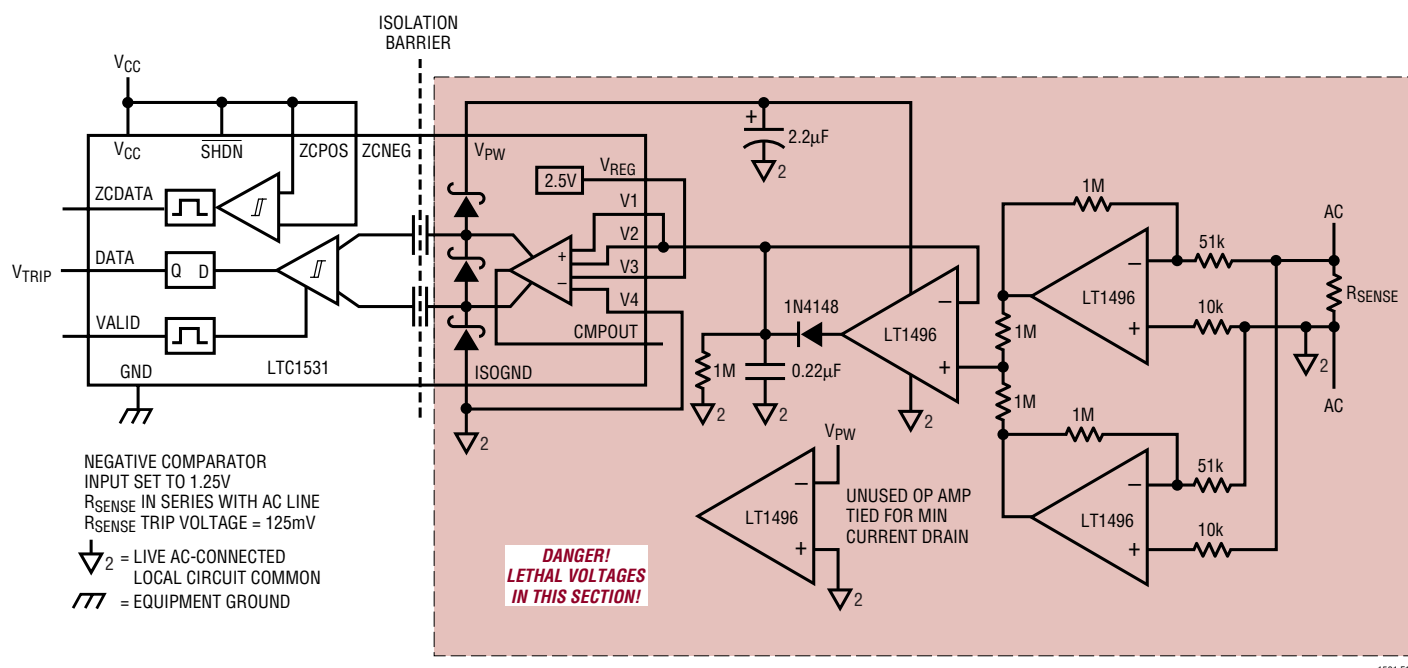 ISOLATION
BARRIER
VCC
VCC
SHDN
ZCPOS
ZCNEG
VPW
ZCDATA
DATA
VTRIP
Q D
VALID
GND
LTC1531
2.5V
VREG
V1
V2
V3
V4
+
−
CMPOUT
ISOGND
2
+
2.2µF
2
1N4148
1M
2
0.22µF
2
−
LT1496
+
2
1M
1M
1M
−
LT1496
+
51k
10k
AC
RSENSE
2
AC
1M
−
LT1496
+
51k
10k
VPW
−
LT1496
+
2
UNUSED OP AMP
TIED FOR MIN
CURRENT DRAIN
NEGATIVE COMPARATOR
INPUT SET TO 1.25V
RSENSE IN SERIES WITH AC LINE
RSENSE TRIP VOLTAGE = 125mV
2 = LIVE AC-CONNECTED
LOCAL CIRCUIT COMMON
= EQUIPMENT GROUND
DANGER!
LETHAL VOLTAGES
IN THIS SECTION!